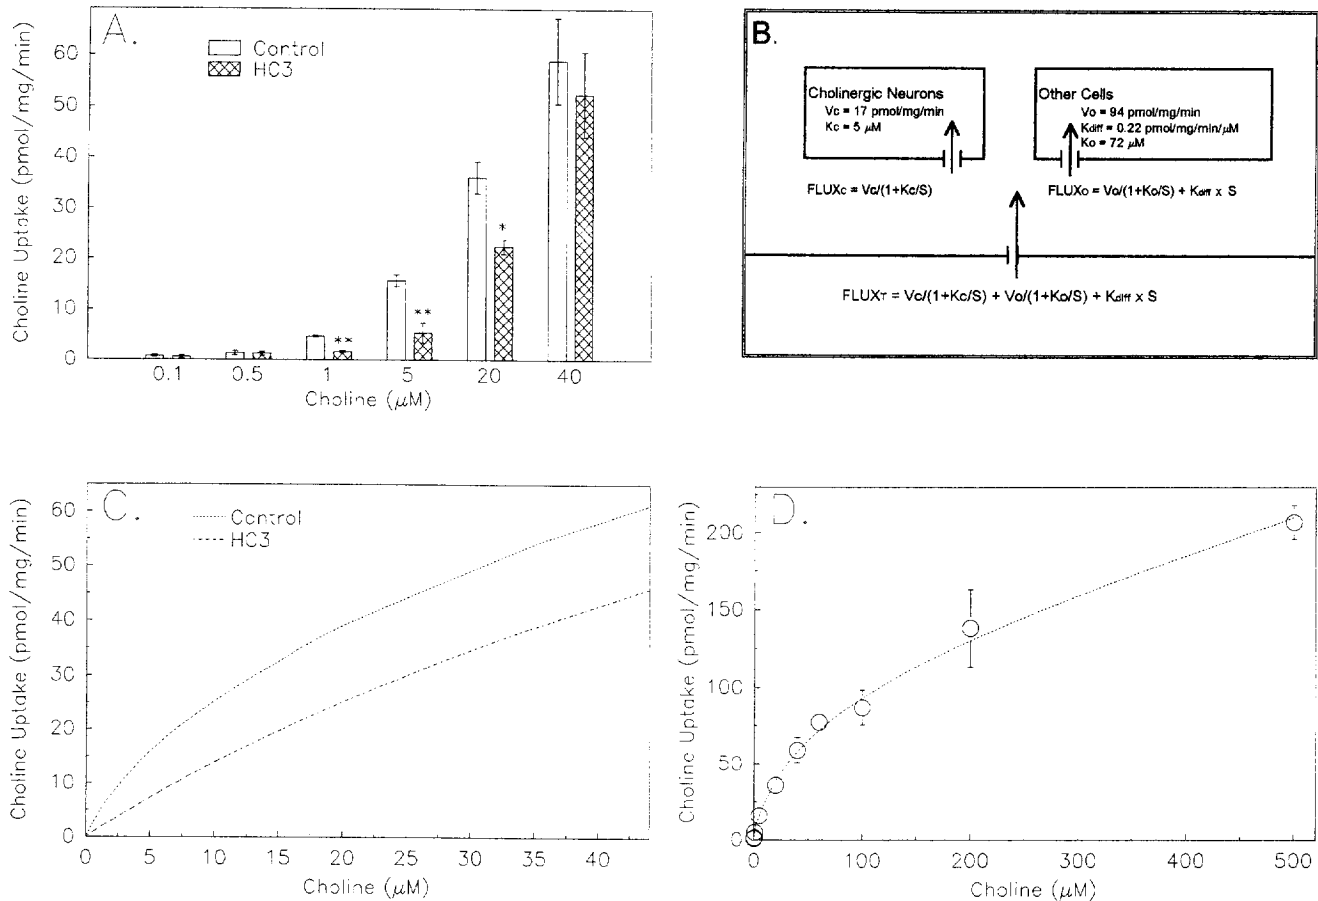 A.
Choline Uptake (pmol/mg/min)
60
50
40
30
20
10
0
Control
HC3
**
**
*
0.1 0.5 1 5 20 40
Choline (μM)
B.
Cholinergic Neurons
Vc = 17 pmol/mg/min
Kc = 5 μM
Other Cells
Vo = 94 pmol/mg/min
Kdiff = 0.22 pmol/mg/min/μM
Ko = 72 μM
FLUXc = Vc/(1+Kc/S)
FLUXo = Vo/(1+Ko/S) + Kdiff x S
FLUXT = Vc/(1+Kc/S) + Vo/(1+Ko/S) + Kdiff x S
C.
Choline Uptake (pmol/mg/min)
60
50
40
30
20
10
0
Control
HC3
0 5 10 15 20 25 30 35 40
Choline (μM)
D.
Choline Uptake (pmol/mg/min)
200
150
100
50
0
0 100 200 300 400 500
Choline (μM)